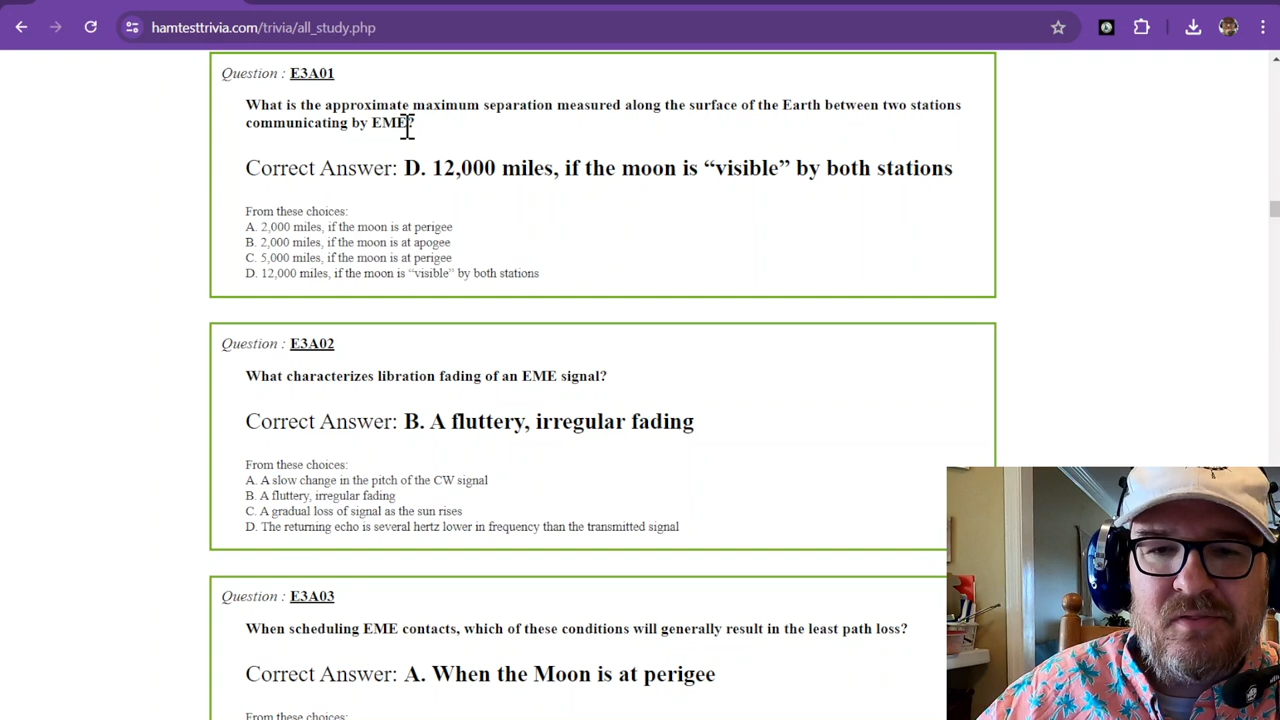 hamtesttrivia.com/trivia/all_study.php
Question : E3A01
What is the approximate maximum separation measured along the surface of the Earth between two stations
communicating by EME?
Correct Answer: D. 12,000 miles, if the moon is “visible” by both stations
From these choices:
A. 2,000 miles, if the moon is at perigee
B. 2,000 miles, if the moon is at apogee
C. 5,000 miles, if the moon is at perigee
D. 12,000 miles, if the moon is “visible” by both stations
Question : E3A02
What characterizes libration fading of an EME signal?
Correct Answer: B. A fluttery, irregular fading
From these choices:
A. A slow change in the pitch of the CW signal
B. A fluttery, irregular fading
C. A gradual loss of signal as the sun rises
D. The returning echo is several hertz lower in frequency than the transmitted signal
Question : E3A03
When scheduling EME contacts, which of these conditions will generally result in the least path loss?
Correct Answer: A. When the Moon is at perigee
From these choices: